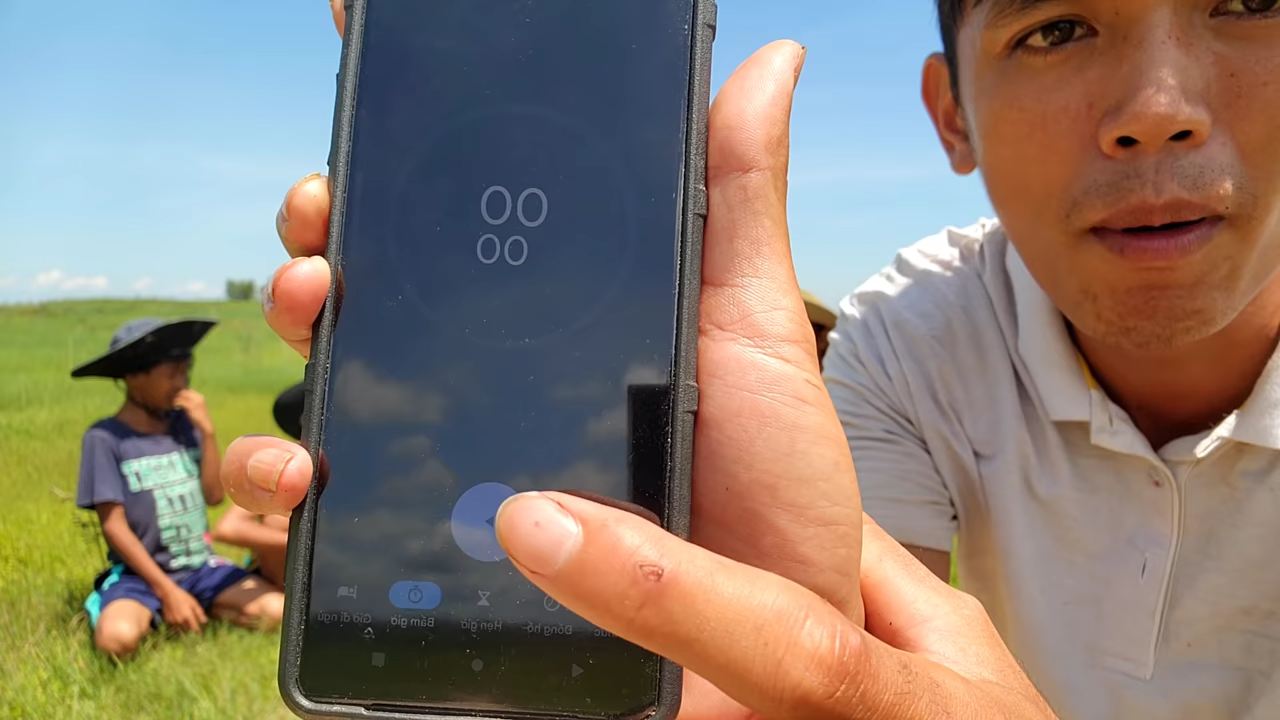 00
00
Giờ đi ngủ
Bấm giờ
Hẹn giờ
Đồng hồ